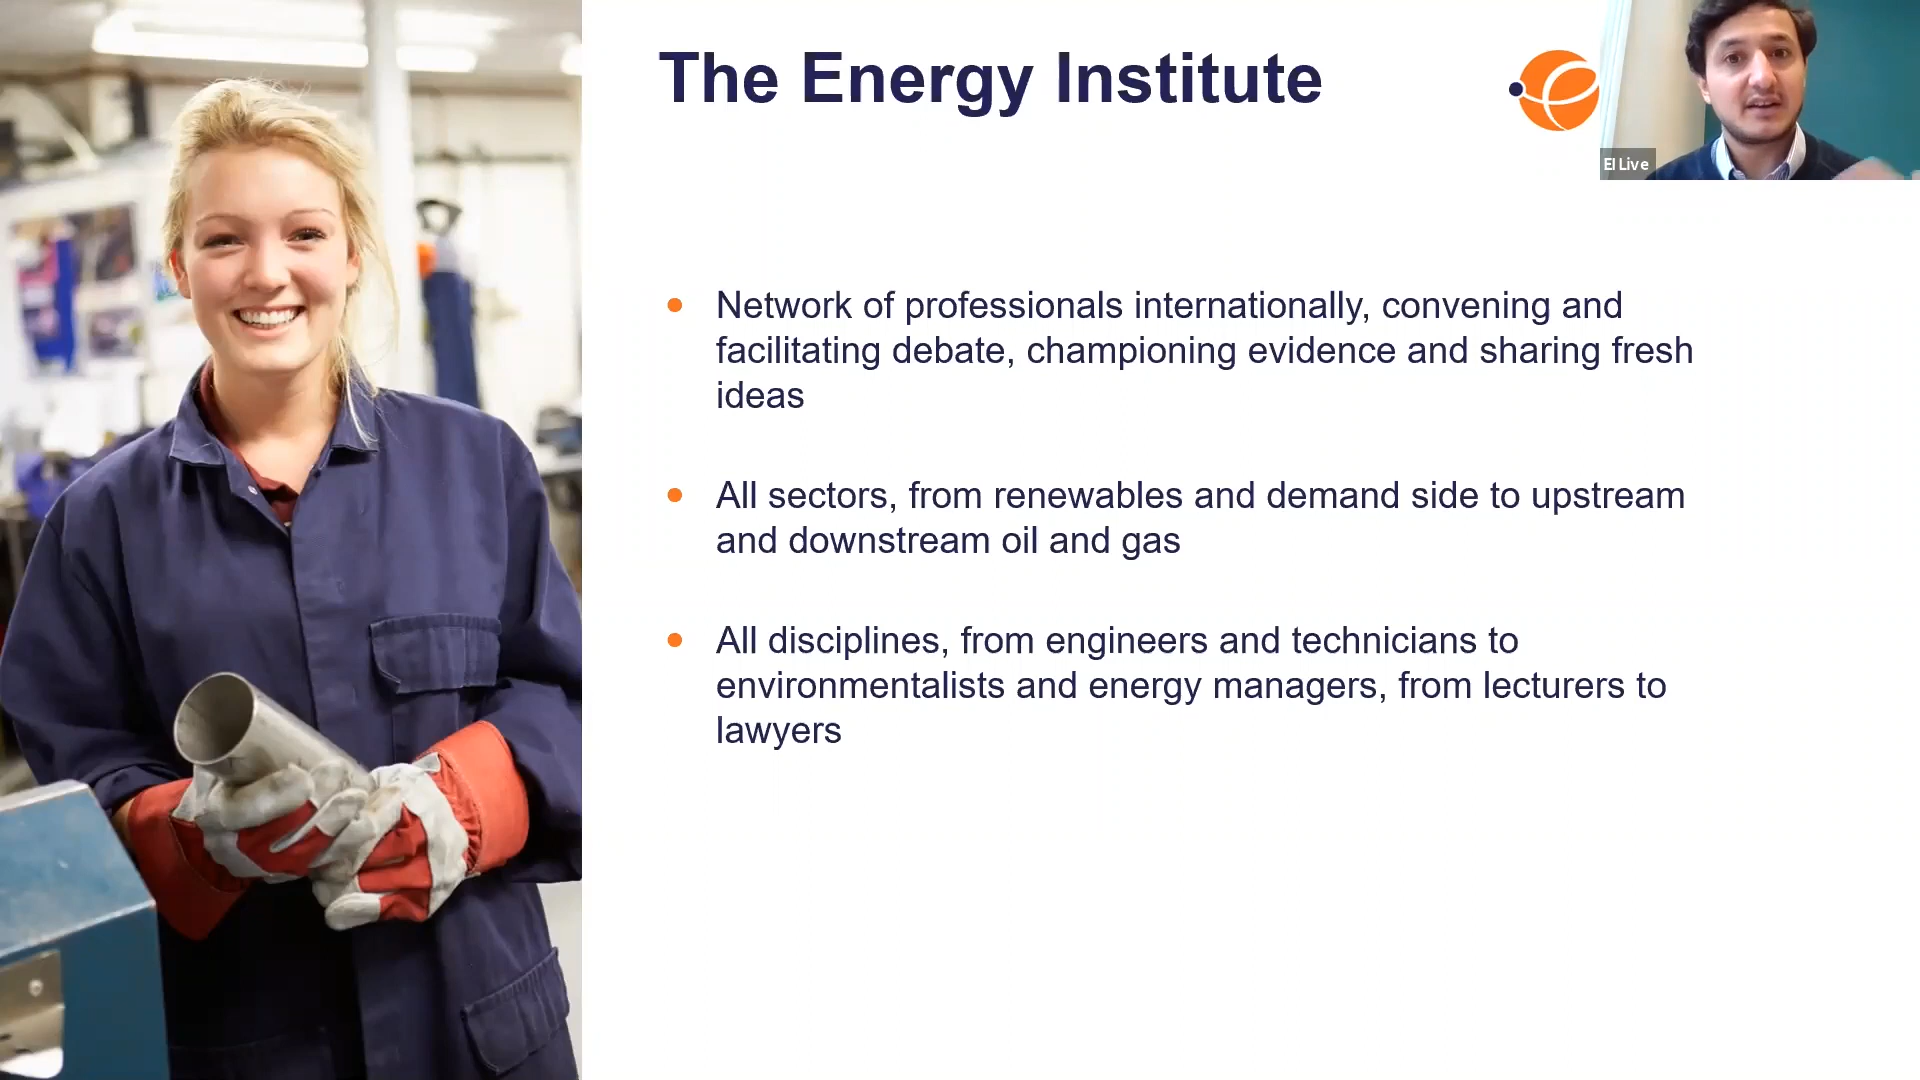 The Energy Institute
EI Live
Network of professionals internationally, convening and
facilitating debate, championing evidence and sharing fresh
ideas
All sectors, from renewables and demand side to upstream
and downstream oil and gas
All disciplines, from engineers and technicians to
environmentalists and energy managers, from lecturers to
lawyers